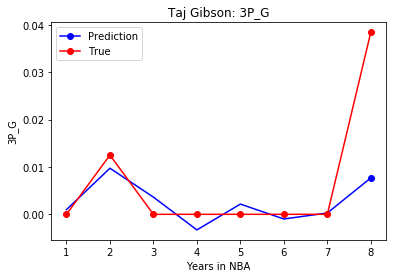 Taj Gibson: 3P_G
Prediction
True
3P_G
0.04
0.03
0.02
0.01
0.00
1 2 3 4 5 6 7 8
Years in NBA